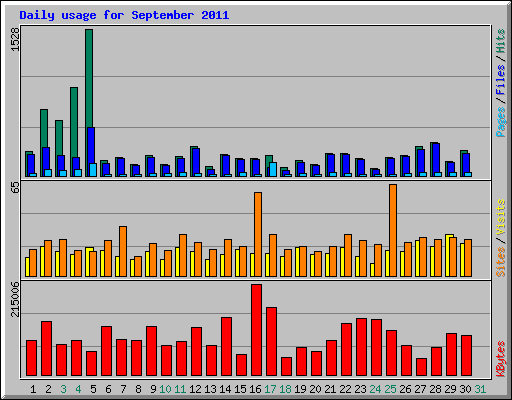 Daily usage for September 2011
1528
Pages / Files / Hits
65
Sites / Visits
215006
KBytes
1 2 3 4 5 6 7 8 9 10 11 12 13 14 15 16 17 18 19 20 21 22 23 24 25 26 27 28 29 30 31